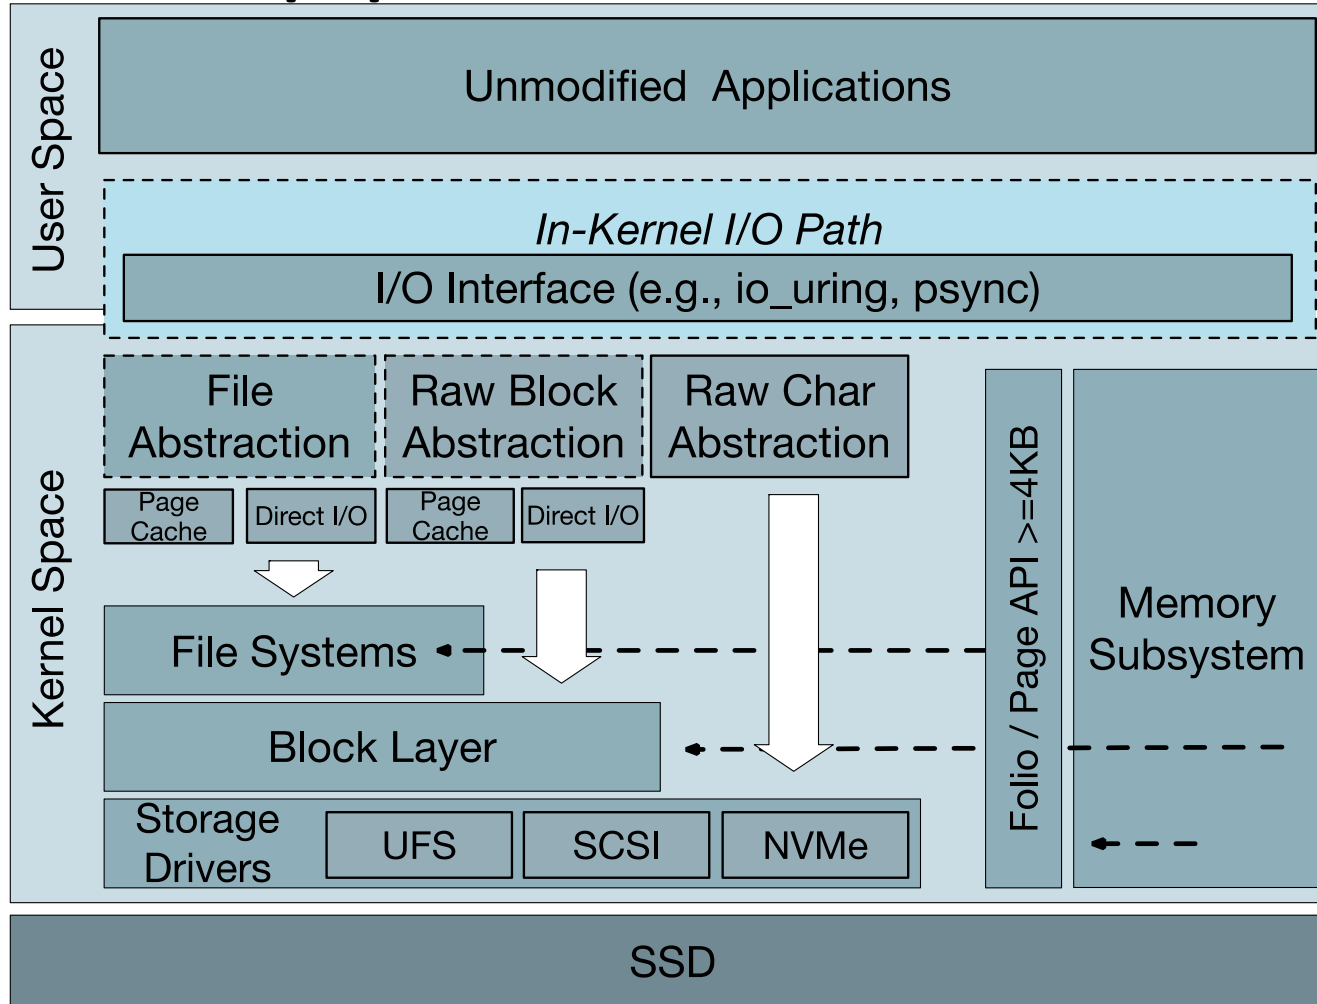 User Space
Unmodified Applications
In-Kernel I/O Path
I/O Interface (e.g., io_uring, psync)
Kernel Space
File
Abstraction
Raw Block
Abstraction
Raw Char
Abstraction
Page
Cache
Direct I/O
Page
Cache
Direct I/O
File Systems
Block Layer
Storage
Drivers
UFS
SCSI
NVMe
Folio / Page API >=4KB
Memory
Subsystem
SSD